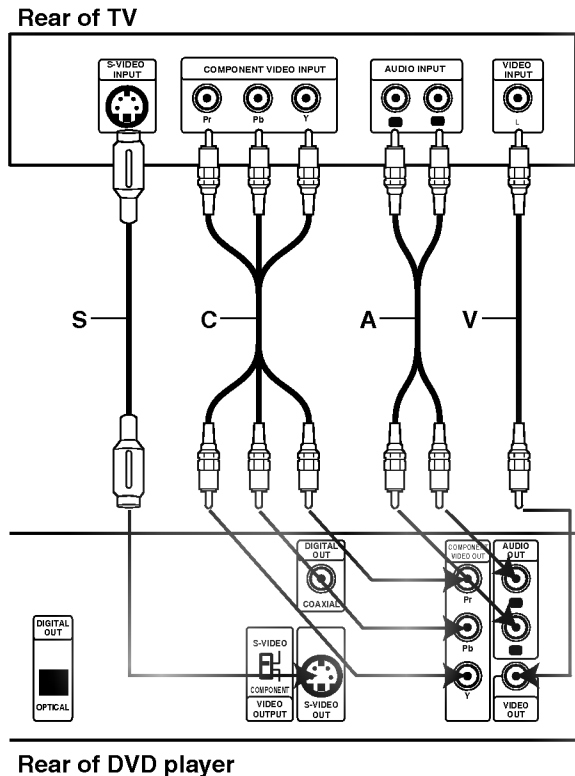 Rear of TV
S-VIDEO
INPUT
COMPONENT VIDEO INPUT
AUDIO INPUT
VIDEO
INPUT
Pr
Pb
Y
L
S
C
A
V
DIGITAL
OUT
COAXIAL
COMPONENT
VIDEO OUT
AUDIO
OUT
Pr
Pb
Y
DIGITAL
OUT
OPTICAL
S-VIDEO
COMPONENT
VIDEO
OUTPUT
S-VIDEO
OUT
VIDEO
OUT
Rear of DVD player